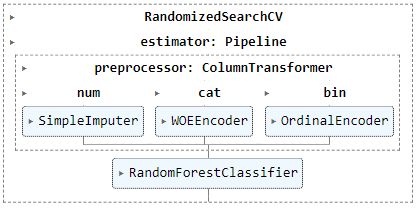 RandomizedSearchCV
estimator: Pipeline
preprocessor: ColumnTransformer
num cat bin
SimpleImputer WOEEncoder OrdinalEncoder
RandomForestClassifier